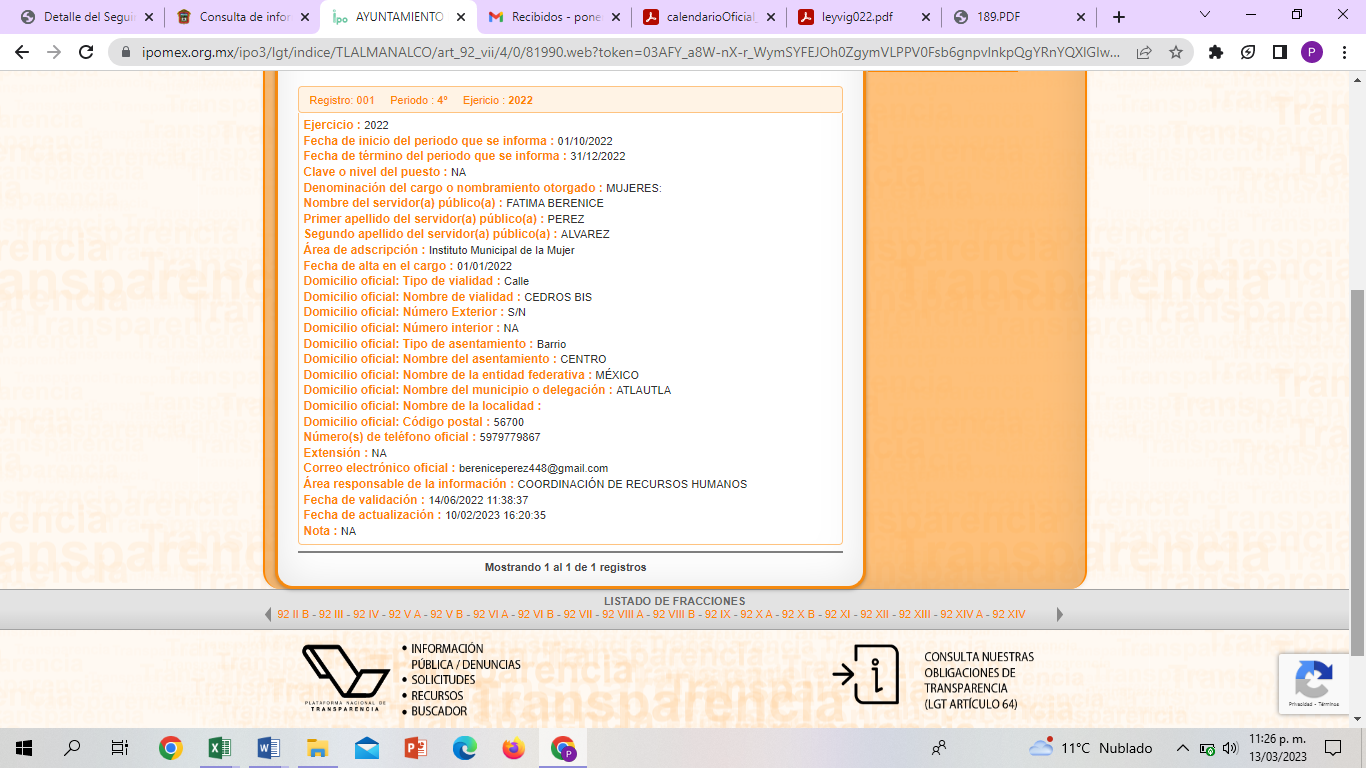 Detalle del Segui
Consulta de infor
ipo AYUNTAMIENTO
Recibidos - pone
calendarioOficial_
leyvig022.pdf
189.PDF
ipomex.org.mx/ipo3/lgt/indice/TLALMANALCO/art_92_vii/4/0/81990.web?token=
P
Registro: 001 Periodo : 4º Ejericio : 2022
Ejercicio : 2022
Fecha de inicio del periodo que se informa : 01/10/2022
Fecha de término del periodo que se informa : 31/12/2022
Clave o nivel del puesto : NA
Denominación del cargo o nombramiento otorgado : MUJERES:
Nombre del servidor(a) público(a) : FATIMA BERENICE
Primer apellido del servidor(a) público(a) : PEREZ
Segundo apellido del servidor(a) público(a) : ALVAREZ
Área de adscripción : Instituto Municipal de la Mujer
Fecha de alta en el cargo : 01/01/2022
Domicilio oficial: Tipo de vialidad : Calle
Domicilio oficial: Nombre de vialidad : CEDROS BIS
Domicilio oficial: Número Exterior : S/N
Domicilio oficial: Número interior : NA
Domicilio oficial: Tipo de asentamiento : Barrio
Domicilio oficial: Nombre del asentamiento : CENTRO
Domicilio oficial: Nombre de la entidad federativa : MÉXICO
Domicilio oficial: Nombre del municipio o delegación : ATLAUTLA
Domicilio oficial: Nombre de la localidad :
Domicilio oficial: Código postal : 56700
Número(s) de teléfono oficial : 5979779867
Extensión : NA
Correo electrónico oficial : bereniceperez448@gmail.com
Área responsable de la información : COORDINACIÓN DE RECURSOS HUMANOS
Fecha de validación : 14/06/2022 11:38:37
Fecha de actualización : 10/02/2023 16:20:35
Nota : NA
Mostrando 1 al 1 de 1 registros
LISTADO DE FRACCIONES
92 II B - 92 III - 92 IV - 92 V A - 92 V B - 92 VI A - 92 VI B - 92 VII - 92 VIII A - 92 VIII B - 92 IX - 92 X A - 92 X B - 92 XI - 92 XII - 92 XIII - 92 XIV A - 92 XIV
PLATAFORMA NACIONAL DE
TRANSPARENCIA
• INFORMACIÓN
PÚBLICA / DENUNCIAS
• SOLICITUDES
• RECURSOS
• BUSCADOR
CONSULTA NUESTRAS
OBLIGACIONES DE
TRANSPARENCIA
(LGT ARTÍCULO 64)
Privacidad - Términos
11°C Nublado
11:26 p. m.
13/03/2023